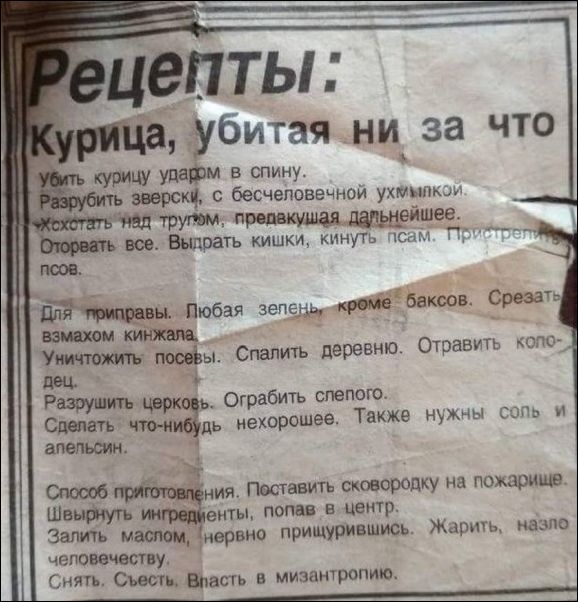 Рецепты:
Курица, убитая ни за что
Убить курицу ударом в спину.
Разрубить зверски, с бесчеловечной ухмылкой.
Хохотать над трупом, предвкушая дальнейшее.
Оторвать все. Выдрать кишки, кинуть псам. Пристрелить
псов.
Для приправы. Любая зелень, кроме баксов. Срезать
взмахом кинжала.
Уничтожить посевы. Спалить деревню. Отравить коло-
дец.
Разрушить церковь. Ограбить слепого.
Сделать что-нибудь нехорошее. Также нужны соль и
апельсин.
Способ приготовления. Поставить сковородку на пожарище.
Швырнуть ингредиенты, попав в центр.
Залить маслом, нервно прищурившись. Жарить, назло
человечеству.
Снять. Съесть. Впасть в мизантропию.